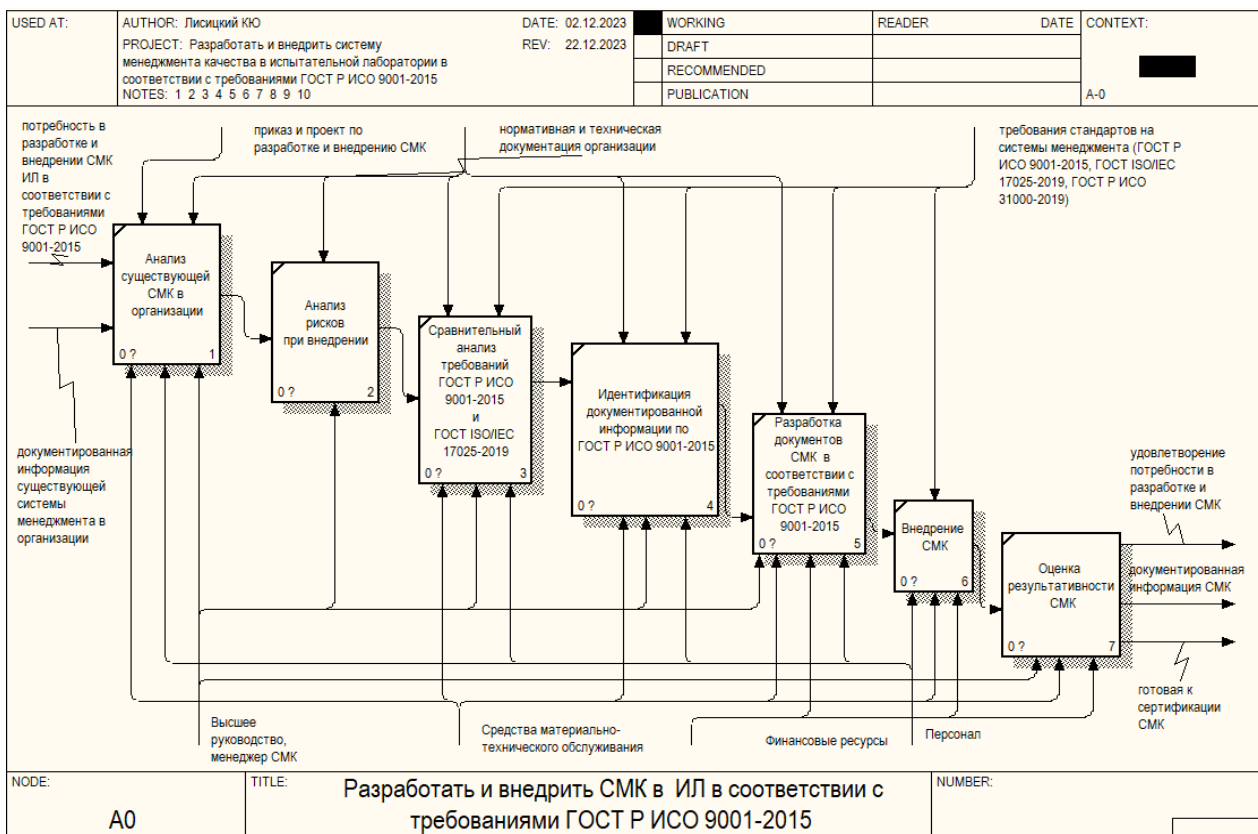 USED AT:
AUTHOR: Лисицкий КЮ
DATE: 02.12.2023
PROJECT: Разработать и внедрить систему
менеджмента качества в испытательной лаборатории в
соответствии с требованиями ГОСТ Р ИСО 9001-2015
REV: 22.12.2023
NOTES: 1 2 3 4 5 6 7 8 9 10
WORKING
DRAFT
RECOMMENDED
PUBLICATION
READER
DATE
CONTEXT:
A-0
потребность в
разработке и
внедрении СМК
ИЛ в
соответствии с
требованиями
ГОСТ Р ИСО
9001-2015
приказ и проект по
разработке и внедрению СМК
нормативная и техническая
документация организации
требования стандартов на
системы менеджмента (ГОСТ Р
ИСО 9001-2015, ГОСТ ISO/IEC
17025-2019, ГОСТ Р ИСО
31000-2019)
Анализ
существующей
СМК в
организации
0 ?
1
Анализ
рисков
при внедрении
0 ?
2
Сравнительный
анализ
требований
ГОСТ Р ИСО
9001-2015
и
ГОСТ ISO/IEC
17025-2019
0 ?
3
Идентификация
документированной
информации по
ГОСТ Р ИСО 9001-2015
0 ?
4
Разработка
документов
СМК в
соответствии с
требованиями
ГОСТ Р ИСО
9001-2015
0 ?
5
Внедрение
СМК
0 ?
6
Оценка
результативности
СМК
0 ?
7
документированная
информация
существующей
системы
менеджмента в
организации
удовлетворение
потребности в
разработке и
внедрении СМК
документированная
информация СМК
готовая к
сертификации
СМК
Высшее
руководство,
менеджер СМК
Средства материально-
технического обслуживания
Финансовые ресурсы
Персонал
NODE:
A0
TITLE:
Разработать и внедрить СМК в ИЛ в соответствии с
требованиями ГОСТ Р ИСО 9001-2015
NUMBER: